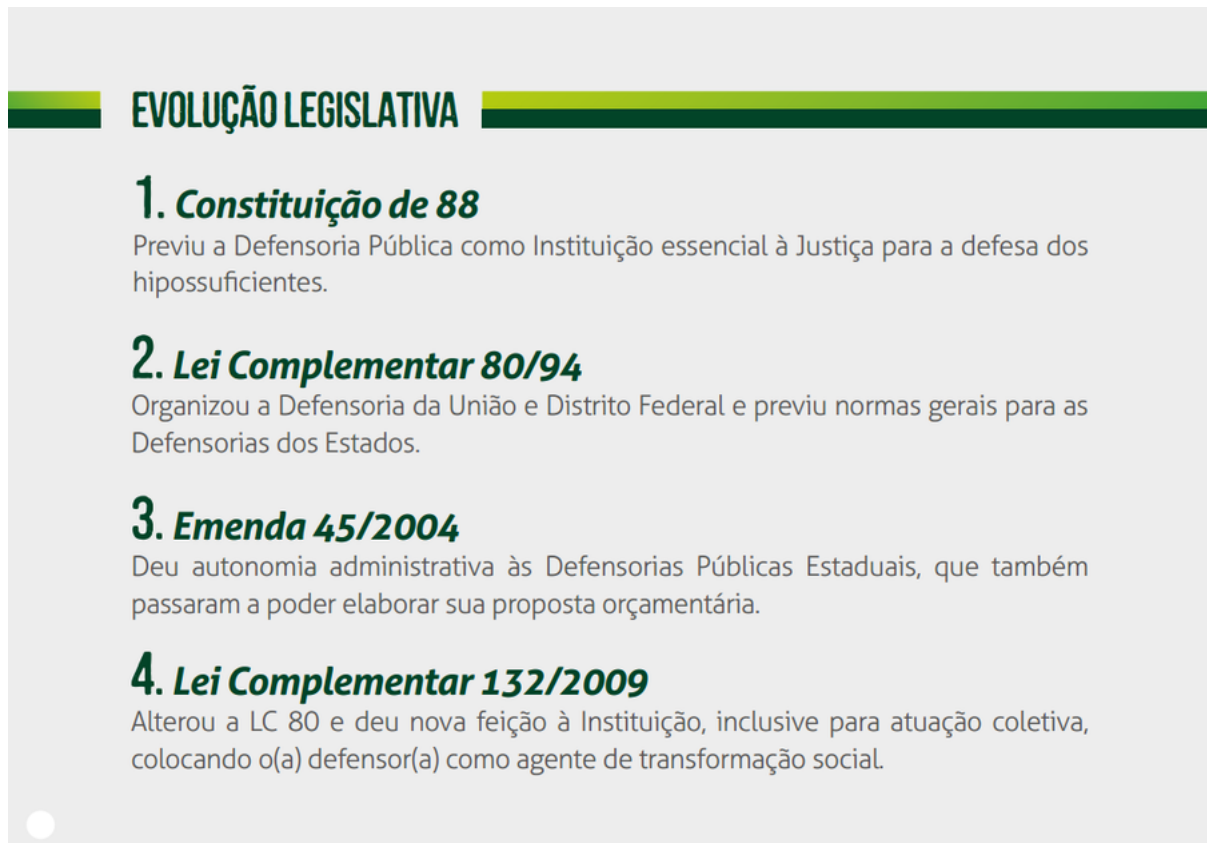 EVOLUÇÃO LEGISLATIVA
1. Constituição de 88
Previu a Defensoria Pública como Instituição essencial à Justiça para a defesa dos
hipossuficientes.
2. Lei Complementar 80/94
Organizou a Defensoria da União e Distrito Federal e previu normas gerais para as
Defensorias dos Estados.
3. Emenda 45/2004
Deu autonomia administrativa às Defensorias Públicas Estaduais, que também
passaram a poder elaborar sua proposta orçamentária.
4. Lei Complementar 132/2009
Alterou a LC 80 e deu nova feição à Instituição, inclusive para atuação coletiva,
colocando o(a) defensor(a) como agente de transformação social.